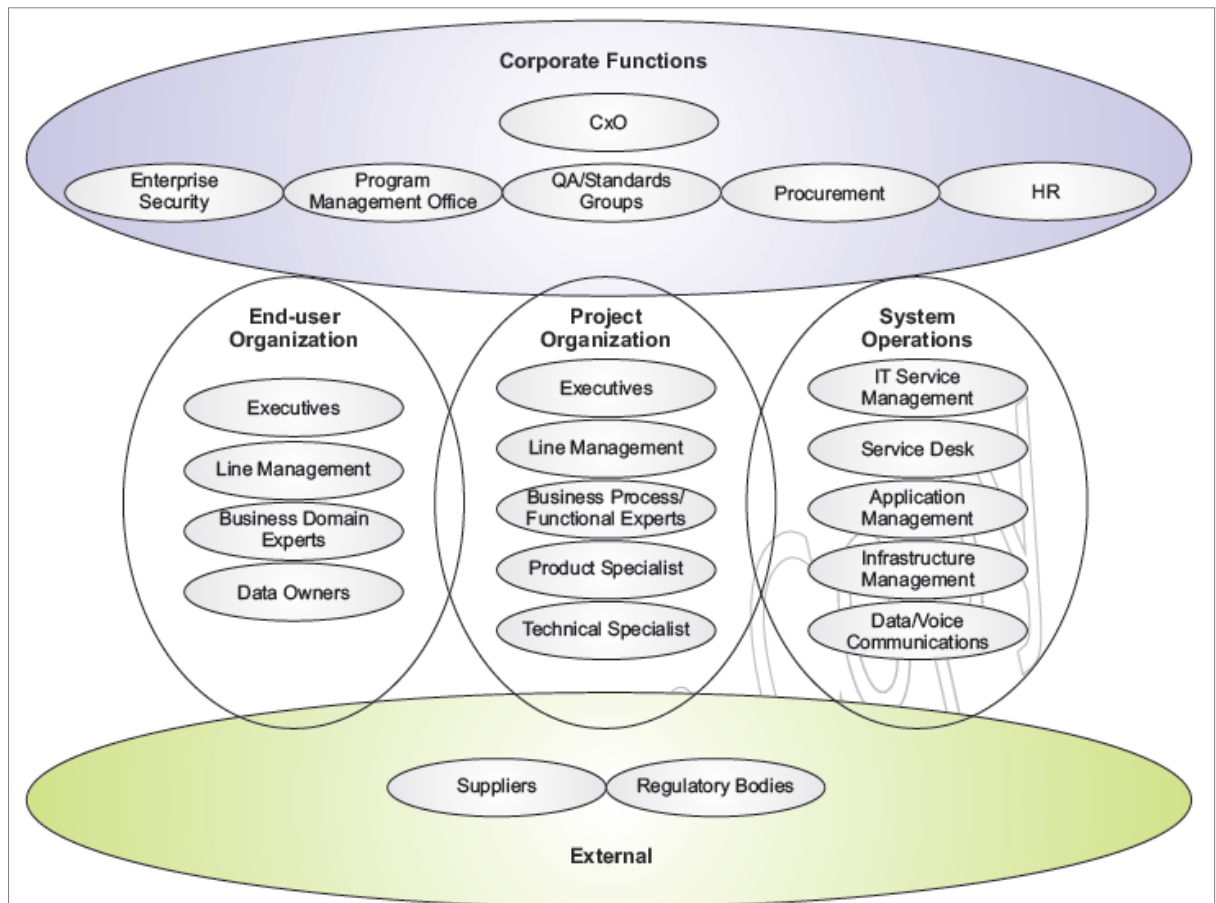 Corporate Functions
CxO
Enterprise
Security
Program
Management Office
QA/Standards
Groups
Procurement
HR
End-user
Organization
Executives
Line Management
Business Domain
Experts
Data Owners
Project
Organization
Executives
Line Management
Business Process/
Functional Experts
Product Specialist
Technical Specialist
System
Operations
IT Service
Management
Service Desk
Application
Management
Infrastructure
Management
Data/Voice
Communications
Suppliers
Regulatory Bodies
External